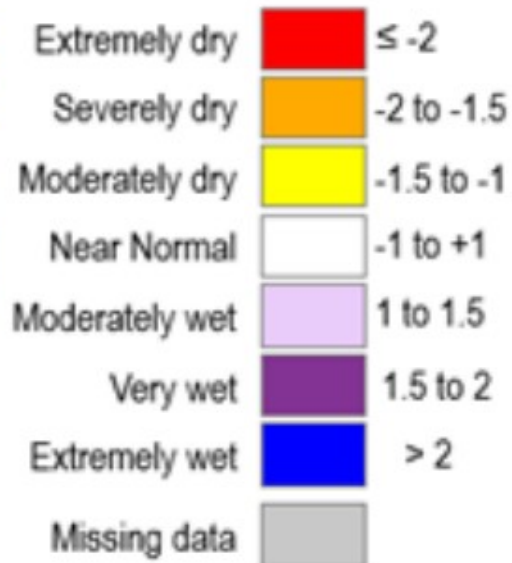 Extremely dry ≤ -2
Severely dry -2 to -1.5
Moderately dry -1.5 to -1
Near Normal -1 to +1
Moderately wet 1 to 1.5
Very wet 1.5 to 2
Extremely wet > 2
Missing data